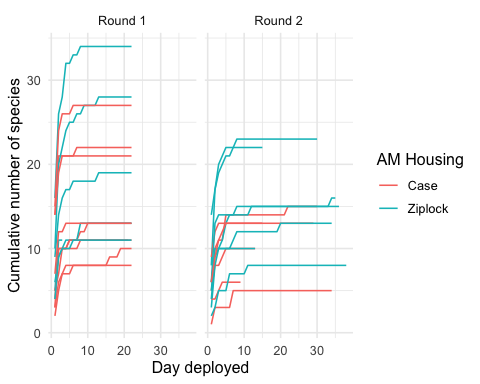 Round 1
Round 2
Cumulative number of species
30
20
10
0
0 10 20 30
0 10 20 30
Day deployed
AM Housing
Case
Ziplock